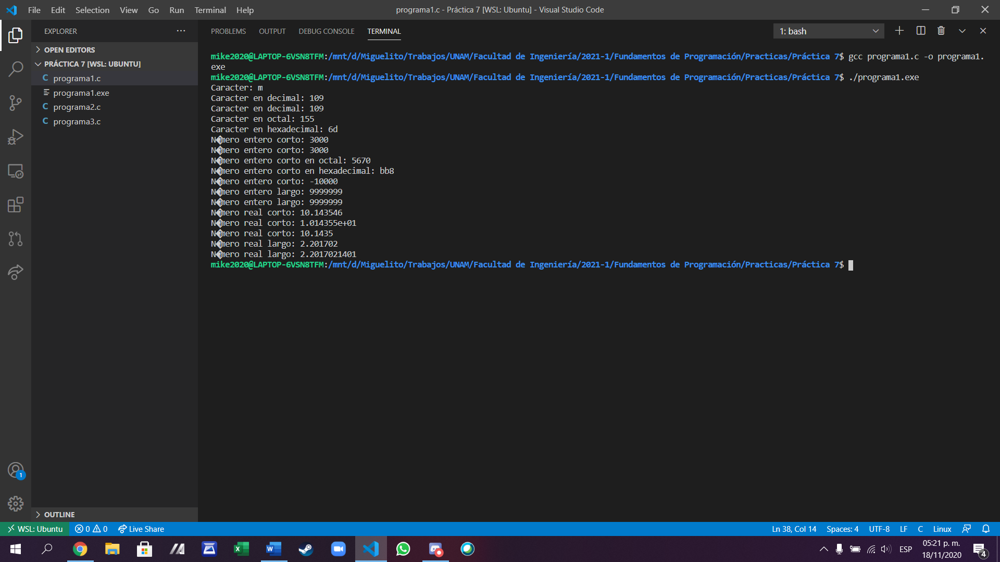 File Edit Selection View Go Run Terminal Help
programa1.c - Práctica 7 [WSL: Ubuntu] - Visual Studio Code
EXPLORER
OPEN EDITORS
PRÁCTICA 7 [WSL: UBUNTU]
C programa1.c
programa1.exe
C programa2.c
C programa3.c
OUTLINE
1
PROBLEMS OUTPUT DEBUG CONSOLE TERMINAL
1: bash
mike2020@LAPTOP-6VSN8TFM:/mnt/d/Miguelito/Trabajos/UNAM/Facultad de Ingeniería/2021-1/Fundamentos de Programación/Practicas/Práctica 7$ gcc programa1.c -o programa1.
exe
mike2020@LAPTOP-6VSN8TFM:/mnt/d/Miguelito/Trabajos/UNAM/Facultad de Ingeniería/2021-1/Fundamentos de Programación/Practicas/Práctica 7$ ./programa1.exe
Caracter: m
Caracter en decimal: 109
Caracter en decimal: 109
Caracter en octal: 155
Caracter en hexadecimal: 6d
N�mero entero corto: 3000
N�mero entero corto: 3000
N�mero entero corto en octal: 5670
N�mero entero corto en hexadecimal: bb8
N�mero entero corto: -10000
N�mero entero largo: 9999999
N�mero entero largo: 9999999
N�mero real corto: 10.143546
N�mero real corto: 1.014355e+01
N�mero real corto: 10.1435
N�mero real largo: 2.201702
N�mero real largo: 2.2017021401
mike2020@LAPTOP-6VSN8TFM:/mnt/d/Miguelito/Trabajos/UNAM/Facultad de Ingeniería/2021-1/Fundamentos de Programación/Practicas/Práctica 7$
WSL: Ubuntu 0 0 Live Share
Ln 38, Col 14 Spaces: 4 UTF-8 LF C Linux
ESP
05:21 p. m.
18/11/2020
4